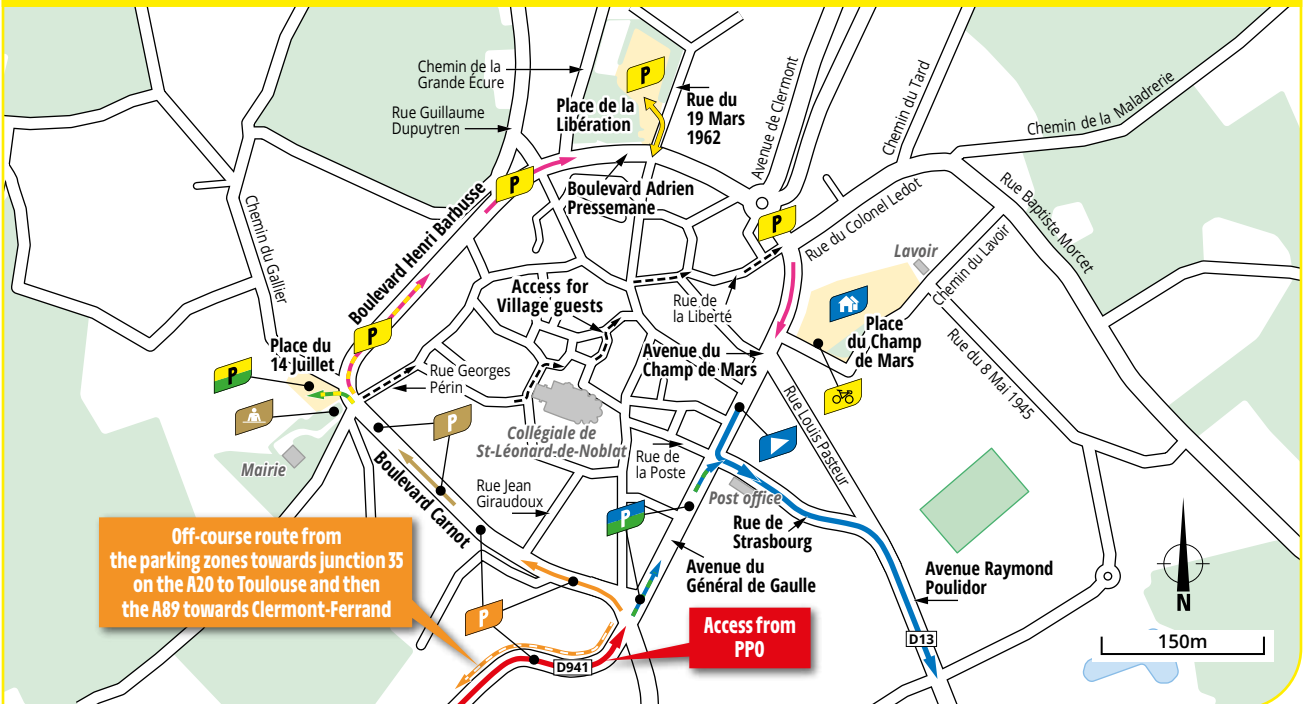 Chemin de la
Grande Écure
Rue Guillaume
Dupuytren
Place de la
Libération
P
Rue du
19 Mars
1962
Avenue de Clermont
Chemin du Tard
Chemin de la Maladrerie
Boulevard Adrien
Pressemane
P
P
Rue du Colonel Ledot
Rue Baptiste Morcet
Chemin du Gallier
Boulevard Henri Barbusse
Lavoir
Chemin du Lavoir
Access for
Village guests
Rue de
la Liberté
Place
du Champ
de Mars
P
Place du
14 Juillet
P
Rue Georges
Périn
Avenue du
Champ de Mars
Rue du 8 Mai 1945
Rue Louis Pasteur
P
Collégiale de
St-Léonard-de-Noblat
Mairie
Rue de
la Poste
Boulevard Carnot
Rue Jean
Giraudoux
Post office
P
Rue de
Strasbourg
Off-course route from
the parking zones towards junction 35
on the A20 to Toulouse and then
the A89 towards Clermont-Ferrand
Avenue du
Général de Gaulle
Avenue Raymond
Poulidor
P
Access from
PPO
D941
D13
N
150m